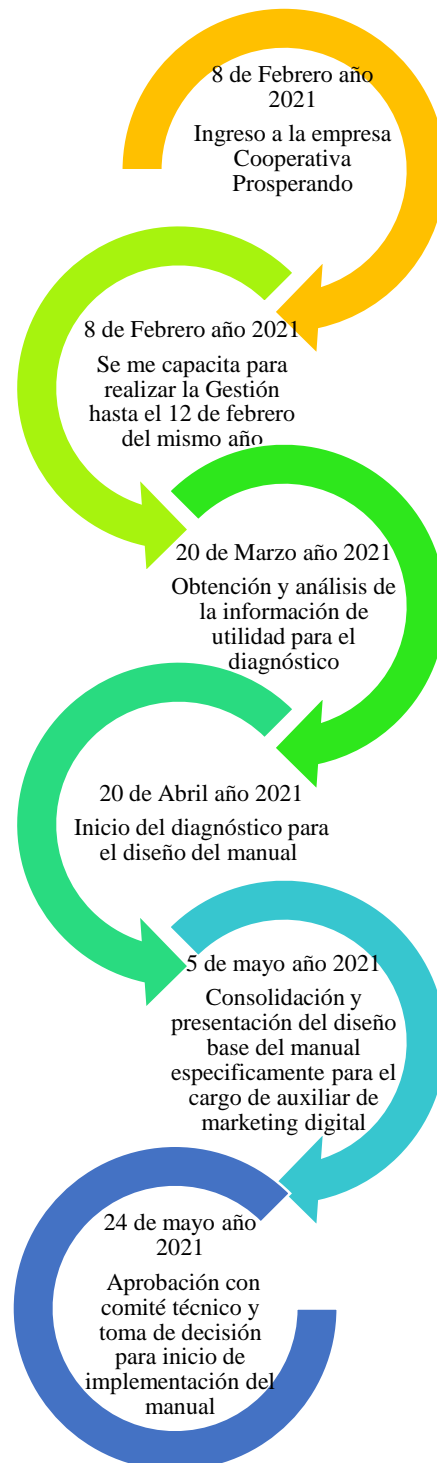 8 de Febrero año
2021
Ingreso a la empresa
Cooperativa
Prosperando
8 de Febrero año 2021
Se me capacita para
realizar la Gestión
hasta el 12 de febrero
del mismo año
20 de Marzo año 2021
Obtención y análisis de
la información de
utilidad para el
diagnóstico
20 de Abril año 2021
Inicio del diagnóstico para
el diseño del manual
5 de mayo año 2021
Consolidación y
presentación del diseño
base del manual
especificamente para el
cargo de auxiliar de
marketing digital
24 de mayo año
2021
Aprobación con
comité técnico y
toma de decisión
para inicio de
implementación del
manual